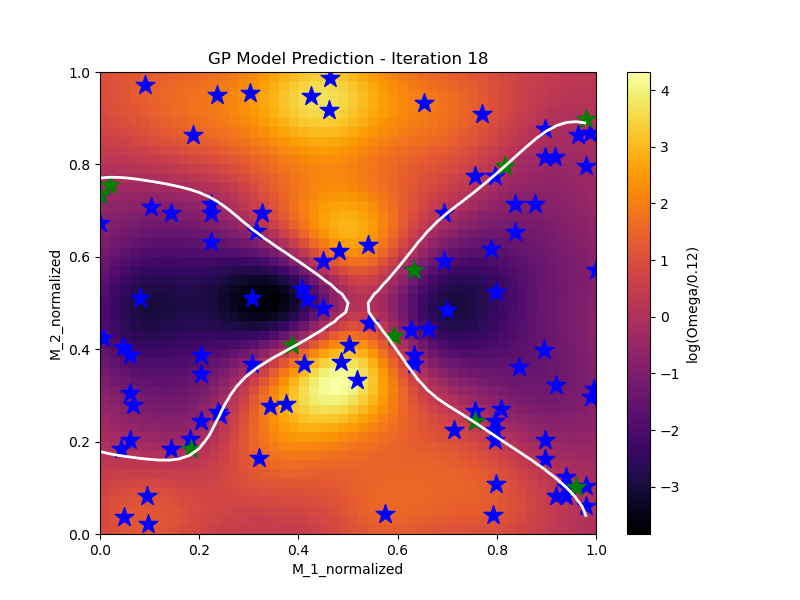 GP Model Prediction - Iteration 18
1.0
0.8
0.6
0.4
0.2
0.0
M_2_normalized
0.0 0.2 0.4 0.6 0.8 1.0
M_1_normalized
4
3
2
1
0
−1
−2
−3
log(Omega/0.12)